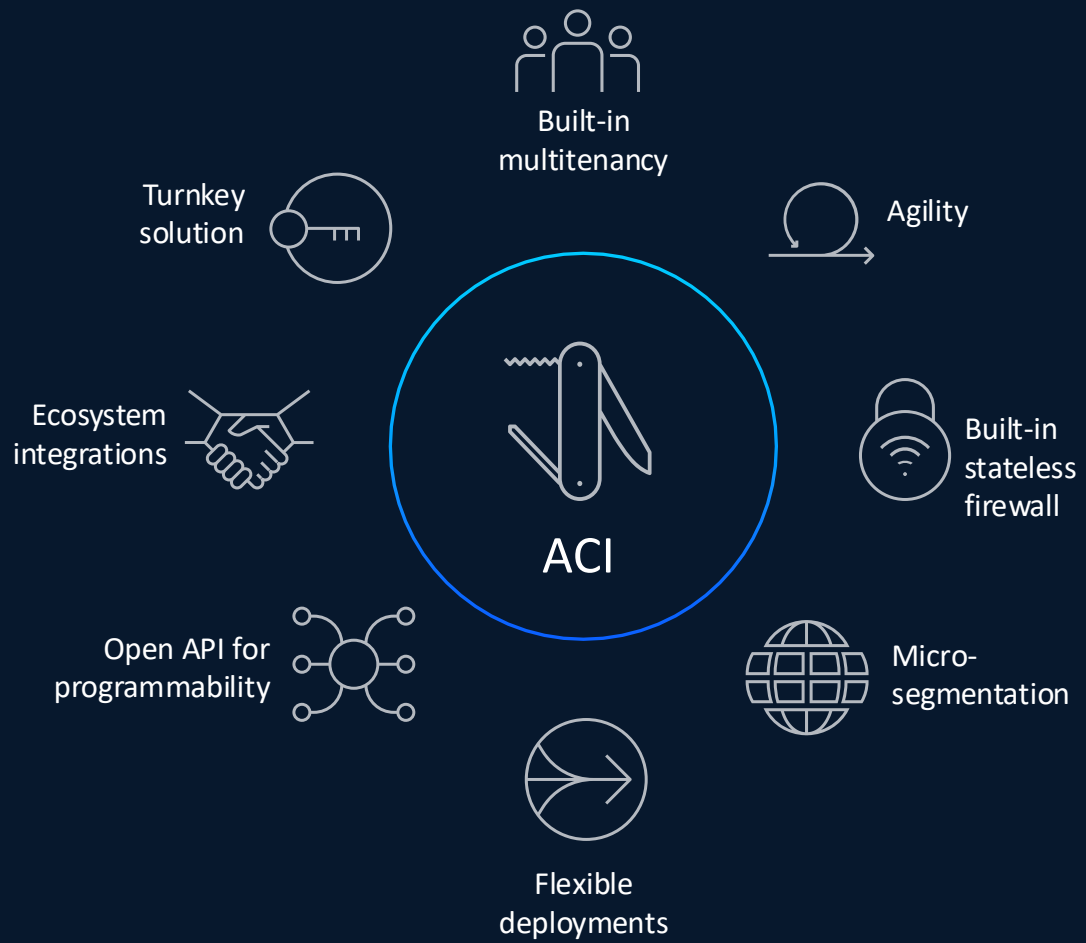 Built-in
multitenancy
Turnkey
solution
Agility
Ecosystem
integrations
Built-in
stateless
firewall
ACI
Open API for
programmability
Micro-
segmentation
Flexible
deployments